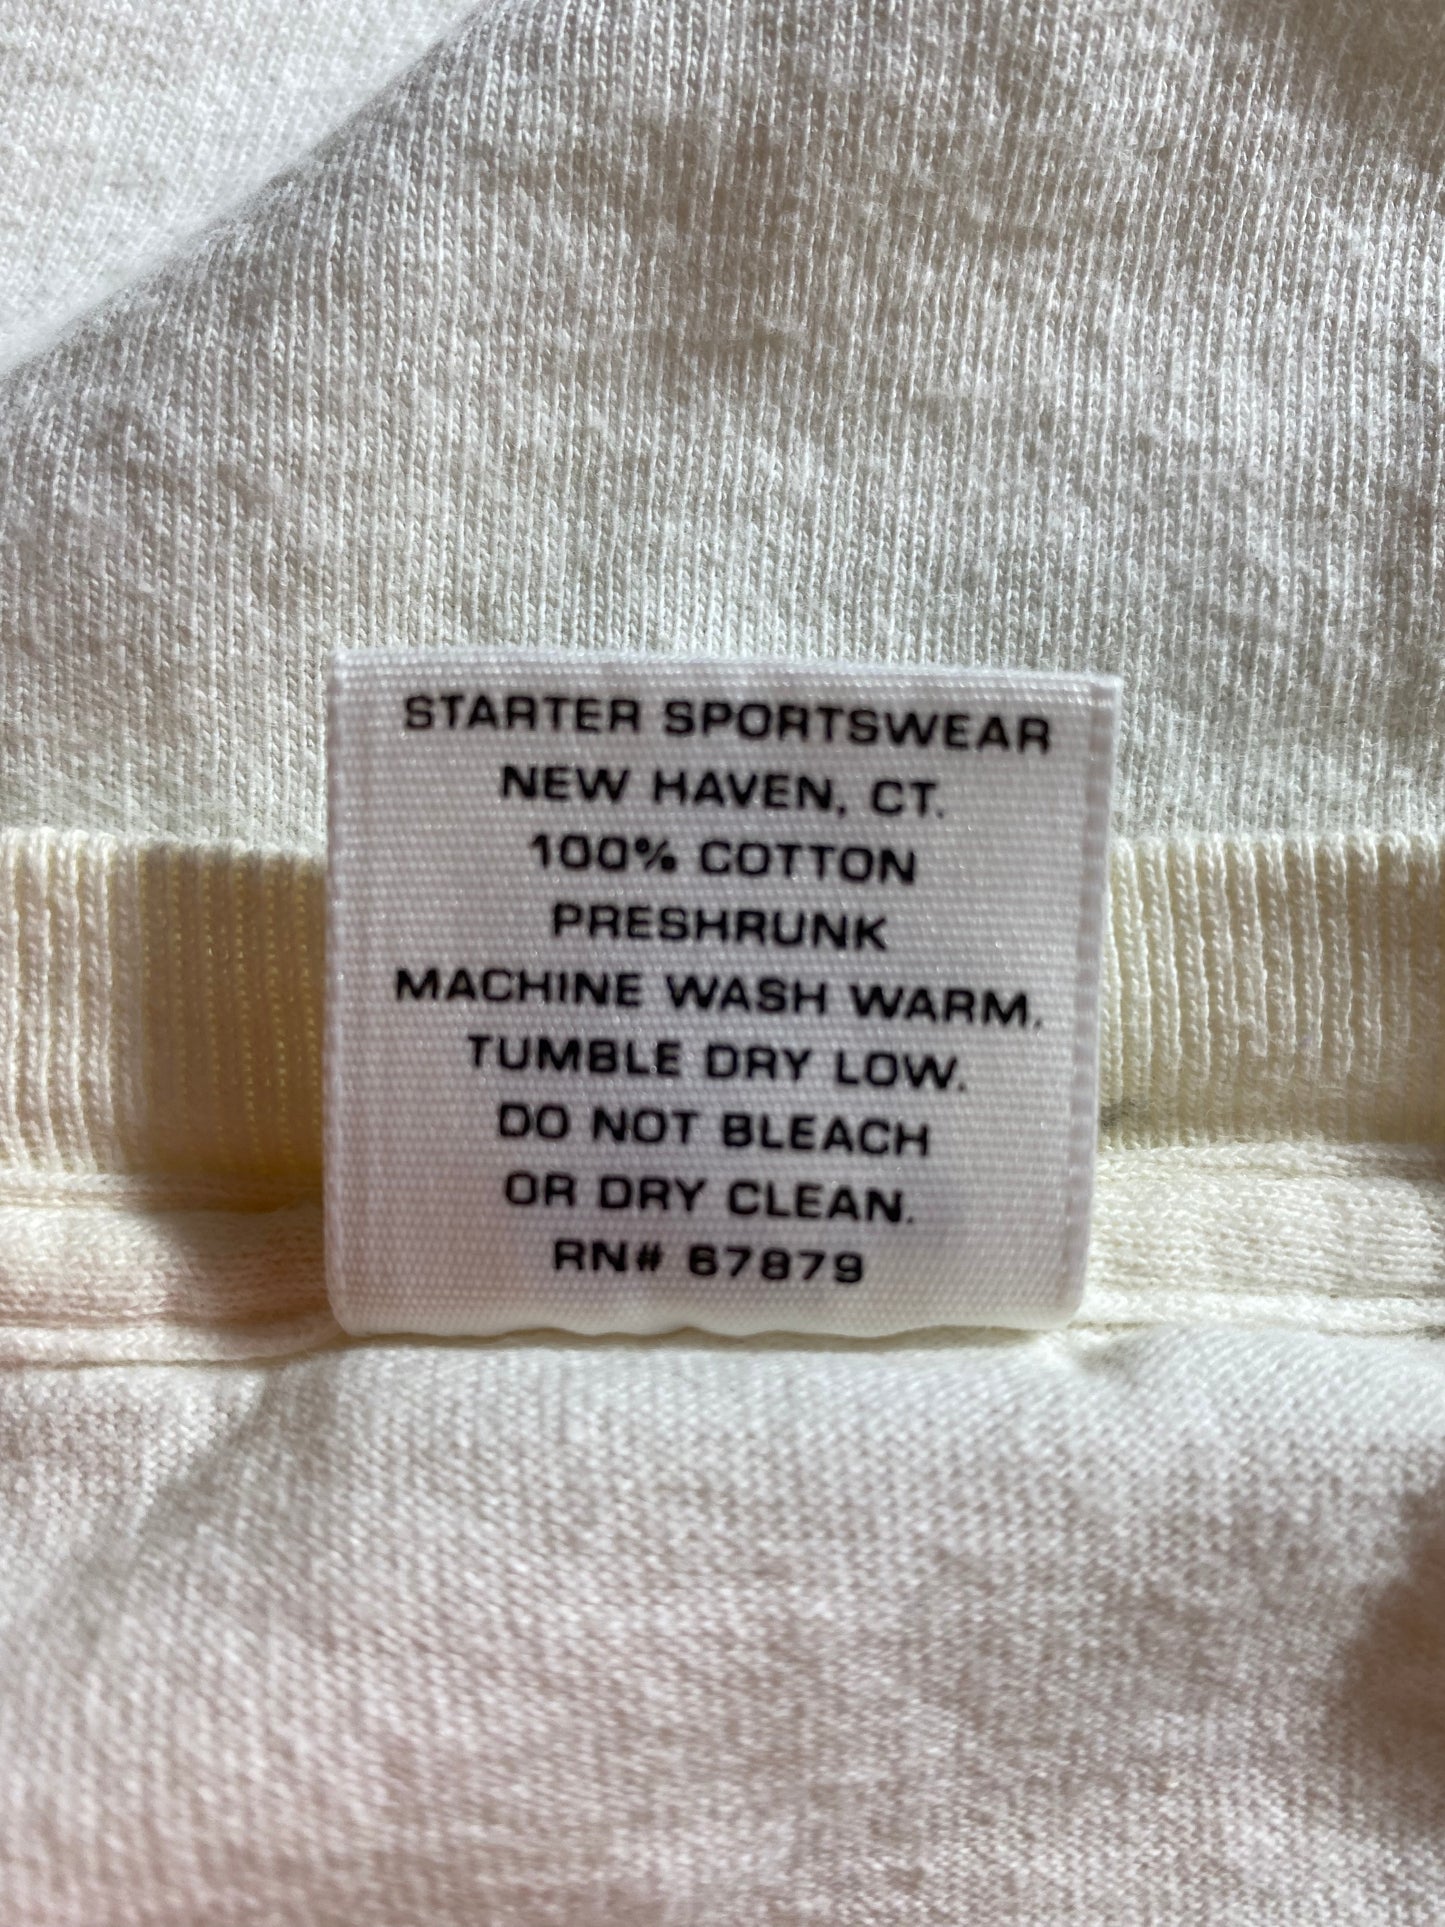 STARTER SPORTSWEAR
NEW HAVEN, CT.
100% COTTON
PRESHRUNK
MACHINE WASH WARM.
TUMBLE DRY LOW.
DO NOT BLEACH
OR DRY CLEAN.
RN# 67879